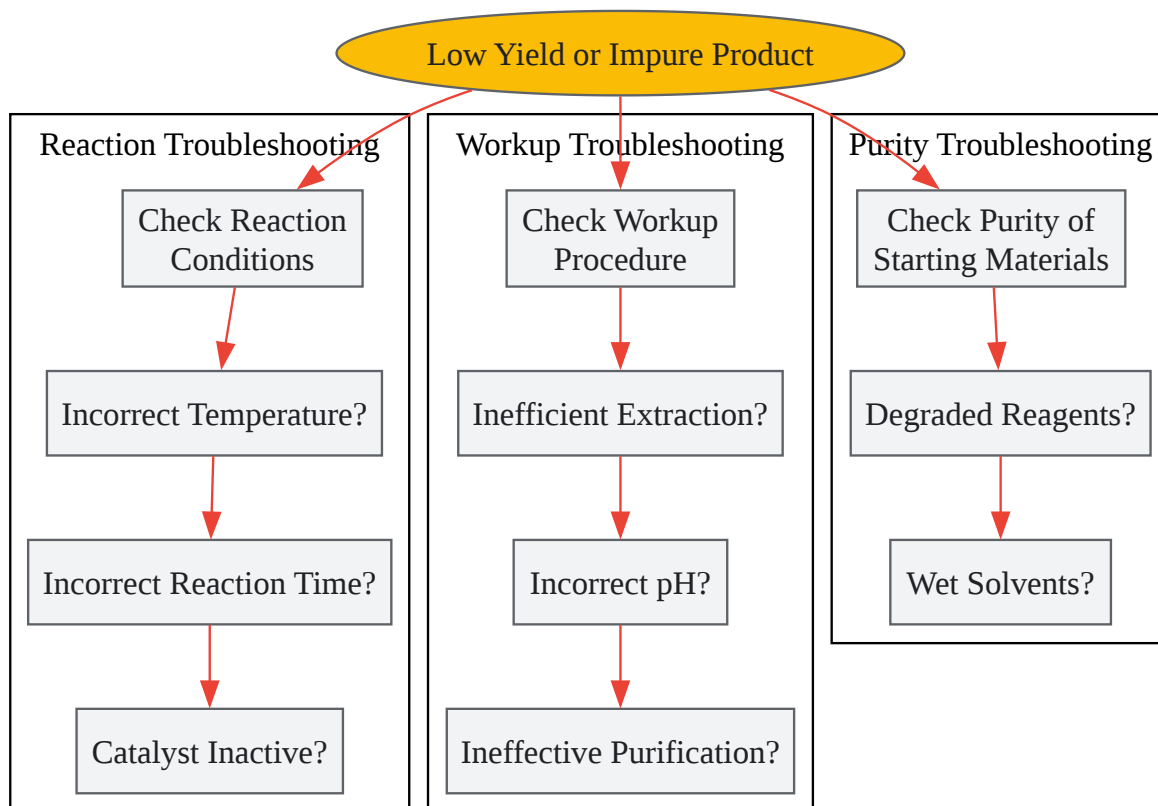 Low Yield or Impure Product
Reaction Troubleshooting
Check Reaction
Conditions
Incorrect Temperature?
Incorrect Reaction Time?
Catalyst Inactive?
Workup Troubleshooting
Check Workup
Procedure
Inefficient Extraction?
Incorrect pH?
Ineffective Purification?
Purity Troubleshooting
Check Purity of
Starting Materials
Degraded Reagents?
Wet Solvents?